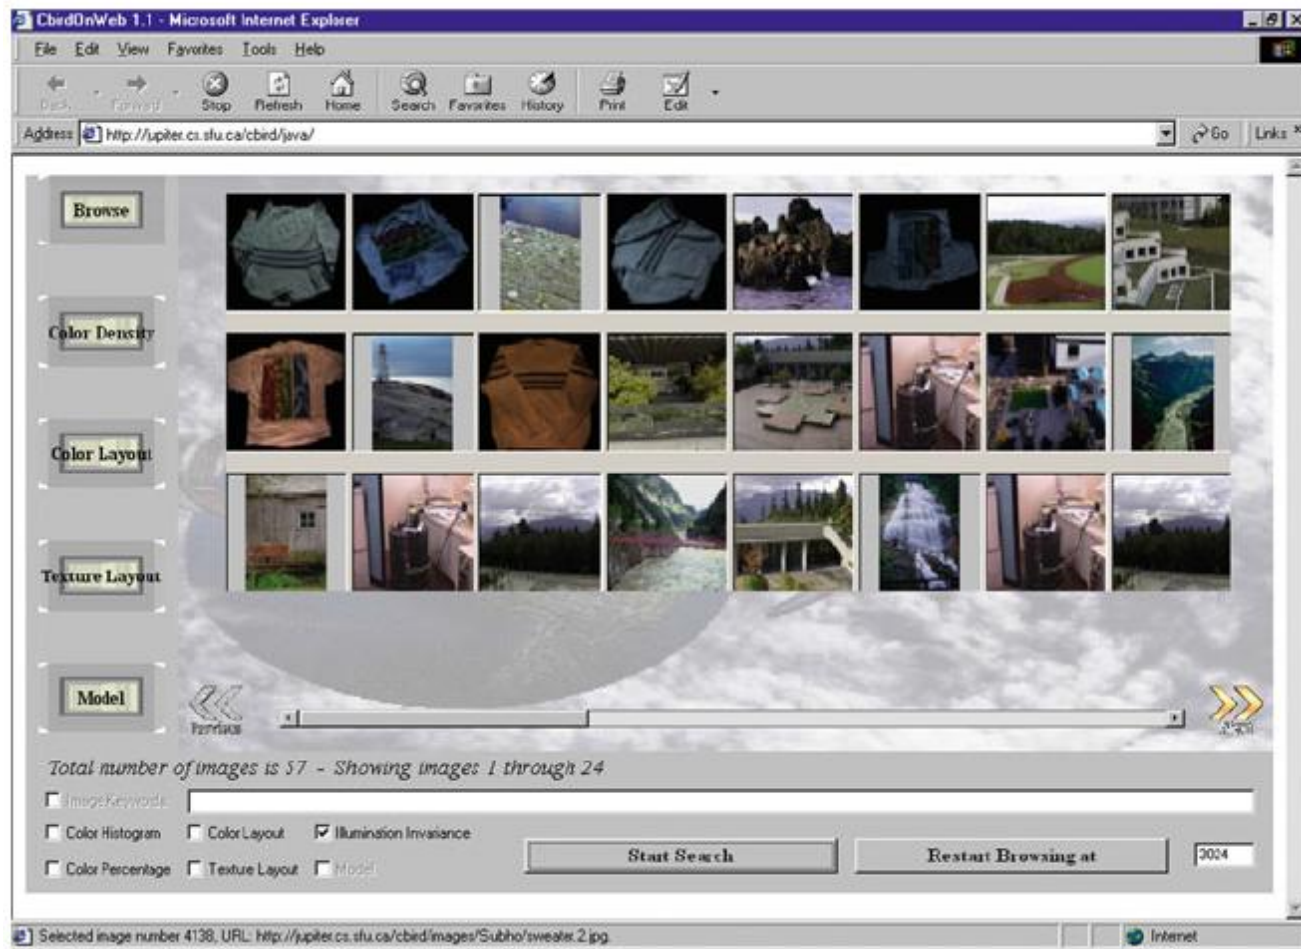 CbirdOnWeb 1.1 - Microsoft Internet Explorer
File Edit View Favorites Tools Help
Back Forward Stop Refresh Home Search Favorites History Print Edit
Address http://jupiter.cs.sfu.ca/cbird/java/ Go Links
Browse
Color Density
Color Layout
Texture Layout
Model
Previous
Next
Total number of images is 57 - Showing images 1 through 24
Image Keywords
Color Histogram Color Layout Illumination Invariance
Start Search Restart Browsing at 3024
Color Percentage Texture Layout Model
Selected image number 4138, URL: http://jupiter.cs.sfu.ca/cbird/images/Subho/sweater.2.jpg. Internet